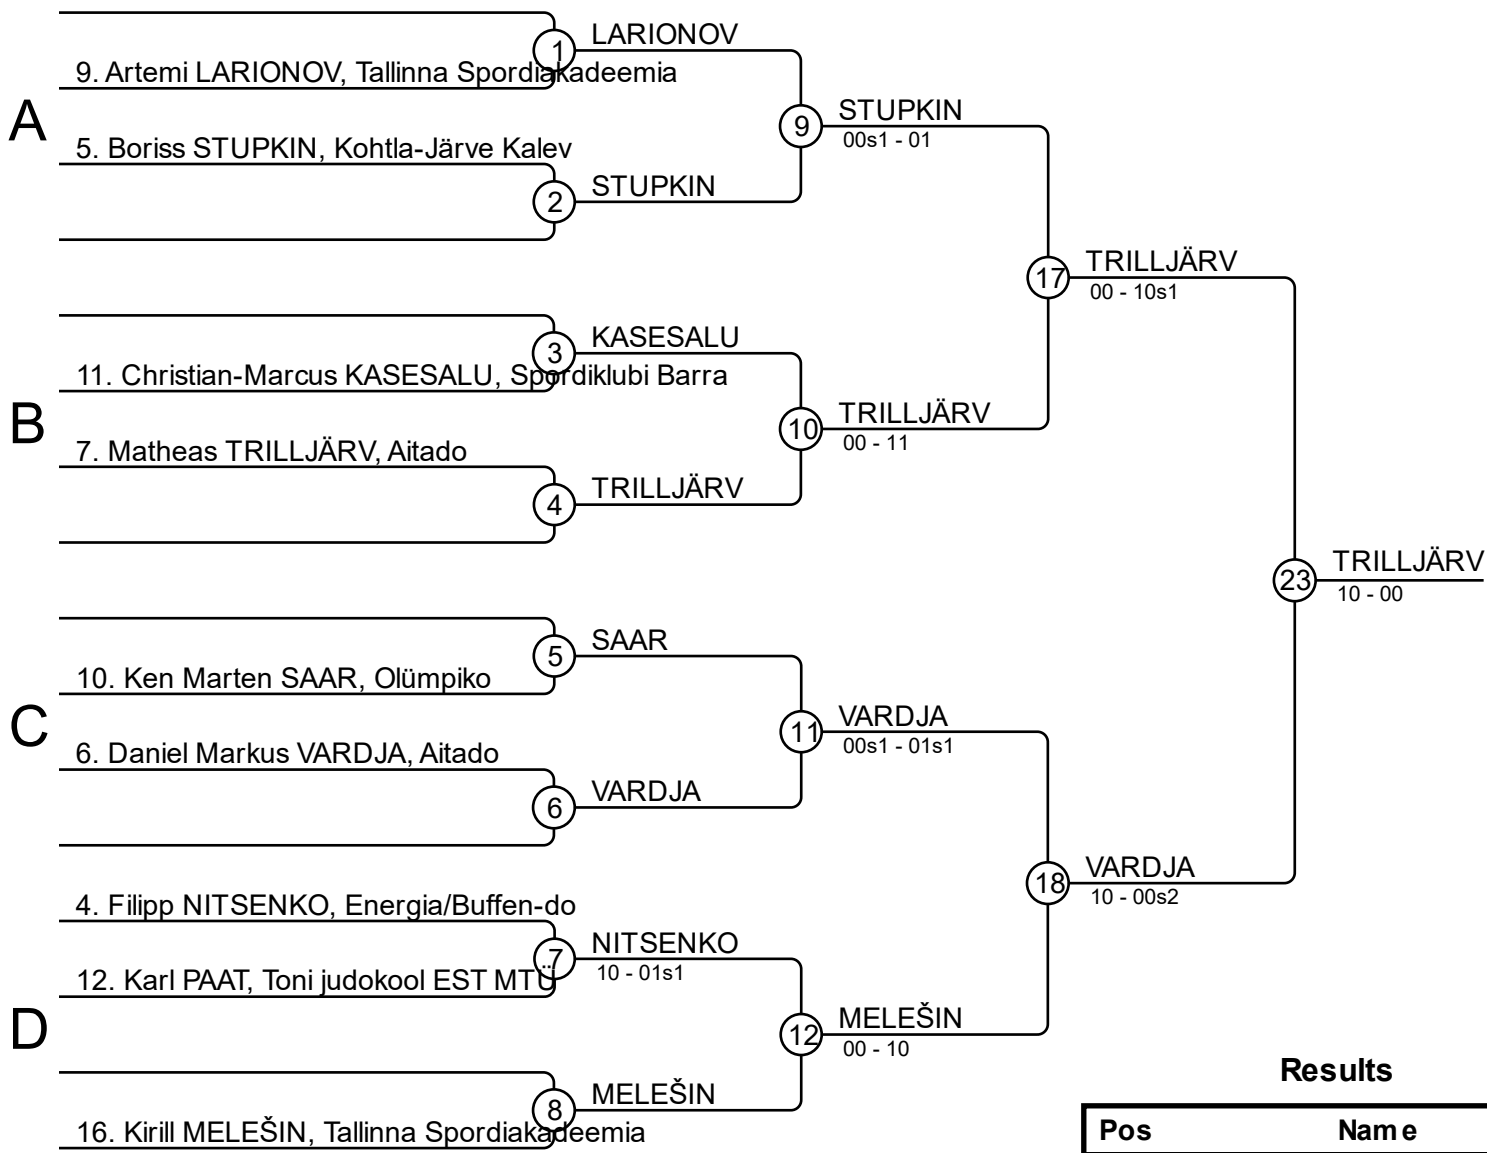 A
9. Artemi LARIONOV, Tallinna Spordiakadeemia
5. Boriss STUPKIN, Kohtla-Järve Kalev
1
LARIONOV
2
STUPKIN
9
STUPKIN
00s1 - 01
B
11. Christian-Marcus KASESALU, Spordiklubi Barra
7. Matheas TRILLJÄRV, Aitado
3
KASESALU
4
TRILLJÄRV
10
TRILLJÄRV
00 - 11
17
TRILLJÄRV
00 - 10s1
C
10. Ken Marten SAAR, Olümpiko
6. Daniel Markus VARDJA, Aitado
5
SAAR
6
VARDJA
11
VARDJA
00s1 - 01s1
D
4. Filipp NITSENKO, Energia/Buffen-do
12. Karl PAAT, Toni judokool EST MTÜ
16. Kirill MELEŠIN, Tallinna Spordiakadeemia
7
NITSENKO
10 - 01s1
8
MELEŠIN
12
MELEŠIN
00 - 10
18
VARDJA
10 - 00s2
23
TRILLJÄRV
10 - 00
Results
Pos Name